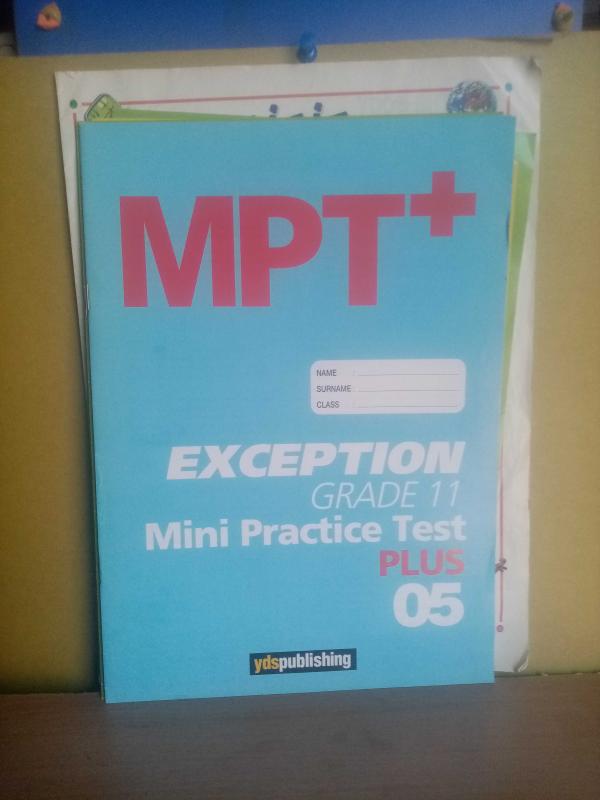 MPT+
NAME :
SURNAME :
CLASS :
EXCEPTION
GRADE 11
Mini Practice Test
PLUS
05
ydspublishing